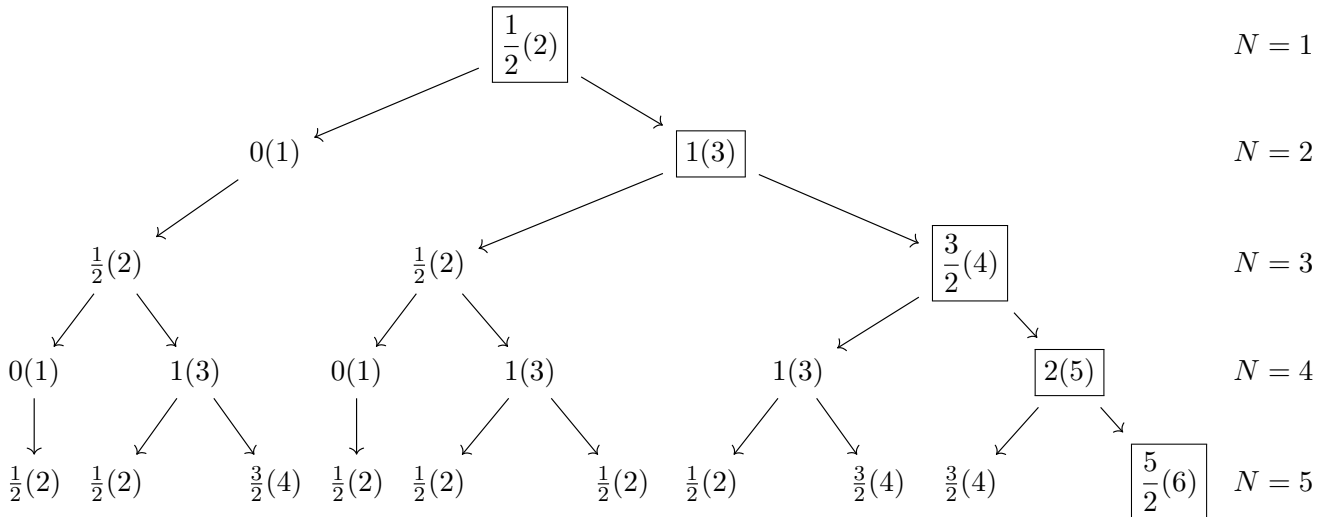 1/2(2) N = 1
0(1) 1(3) N = 2
1/2(2) 1/2(2) 3/2(4) N = 3
0(1) 1(3) 0(1) 1(3) 1(3) 2(5) N = 4
1/2(2) 1/2(2) 3/2(4) 1/2(2) 1/2(2) 1/2(2) 1/2(2) 3/2(4) 3/2(4) 5/2(6) N = 5